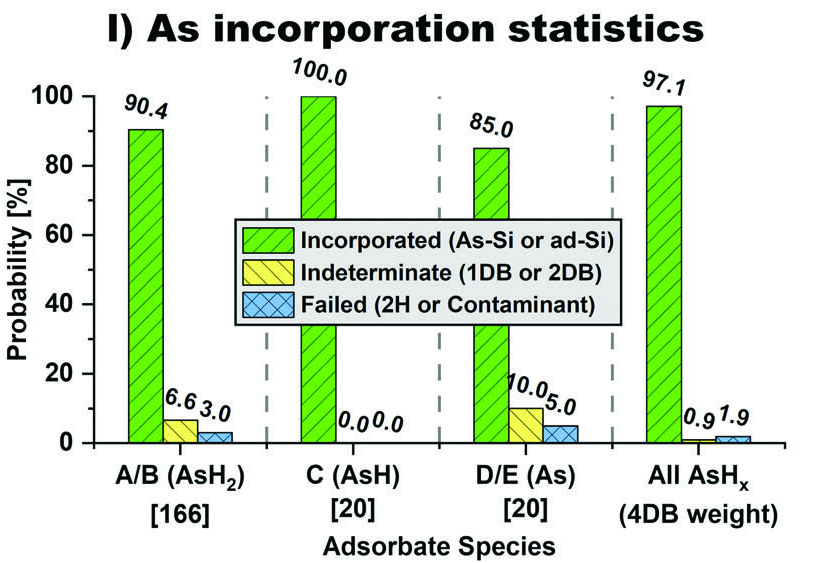 I) As incorporation statistics
Probability [%]
100
80
60
40
20
0
90.4
6.6
3.0
100.0
0.0
0.0
85.0
10.0
5.0
97.1
0.9
1.9
Incorporated (As-Si or ad-Si)
Indeterminate (1DB or 2DB)
Failed (2H or Contaminant)
A/B (AsH₂)
[166]
C (AsH)
[20]
D/E (As)
[20]
All AsHₓ
(4DB weight)
Adsorbate Species